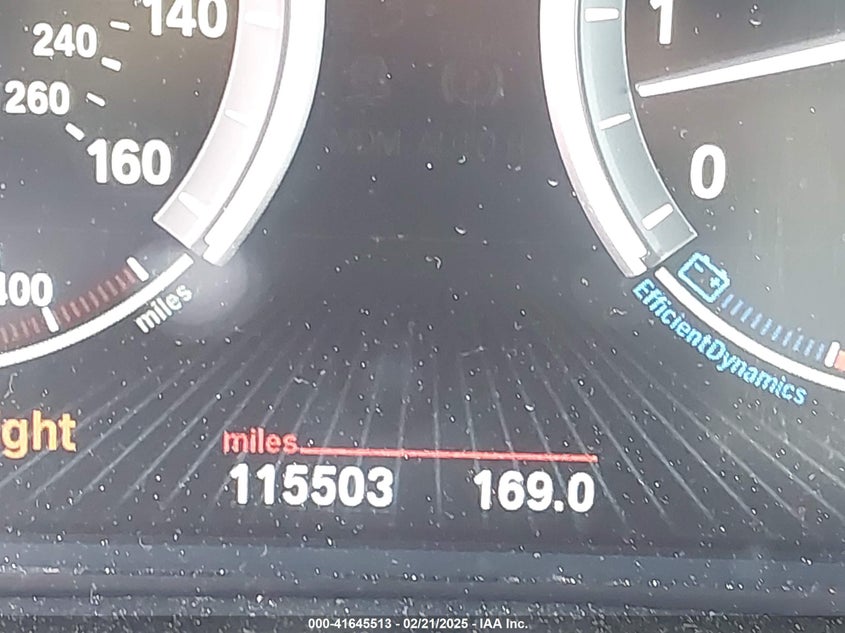 140
240
260
160
1
0
400
miles
EfficientDynamics
ght
miles
115503 169.0
000-41645513 - 02/21/2025 - IAA Inc.